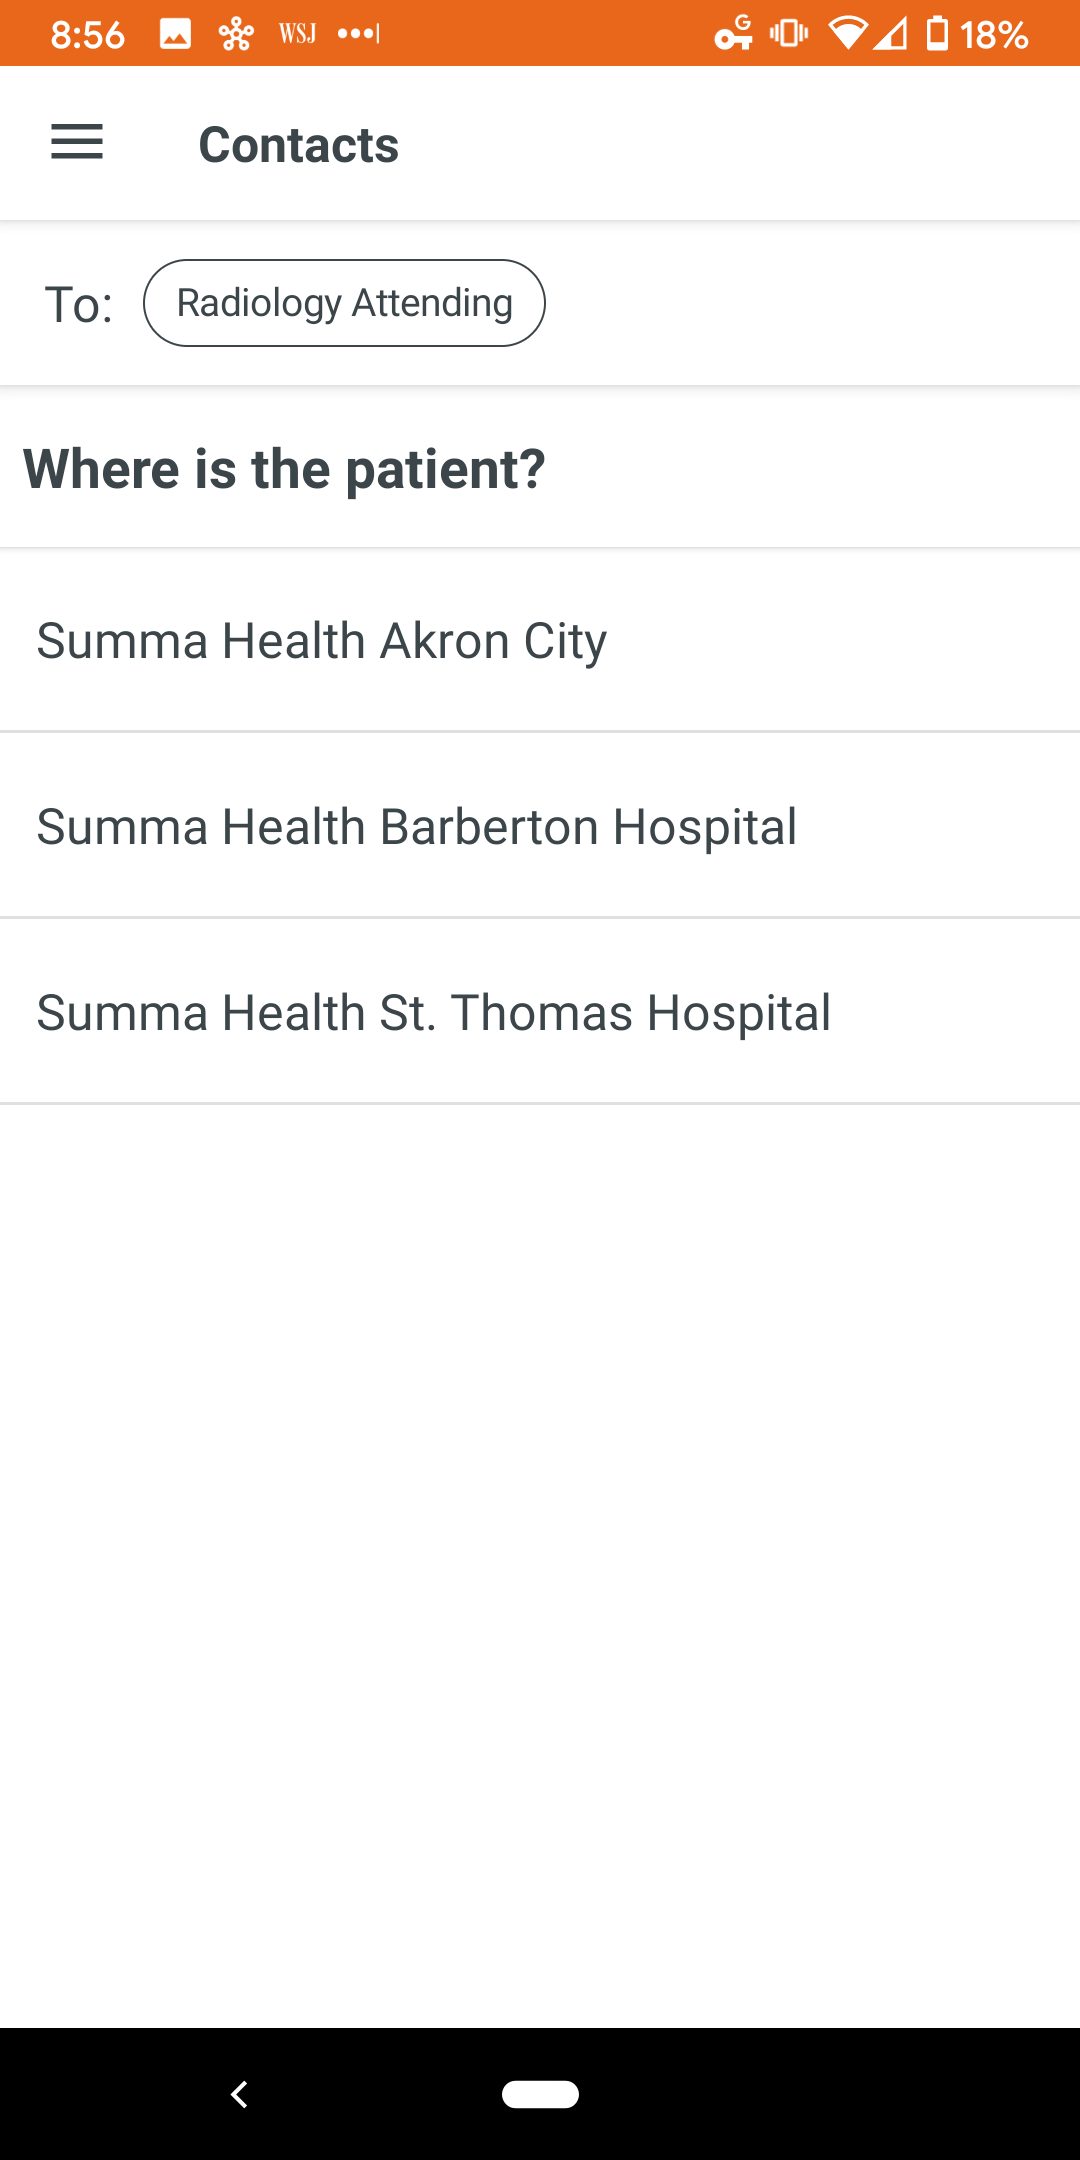 8:56 WSJ G 18%
Contacts
To: Radiology Attending
Where is the patient?
Summa Health Akron City
Summa Health Barberton Hospital
Summa Health St. Thomas Hospital